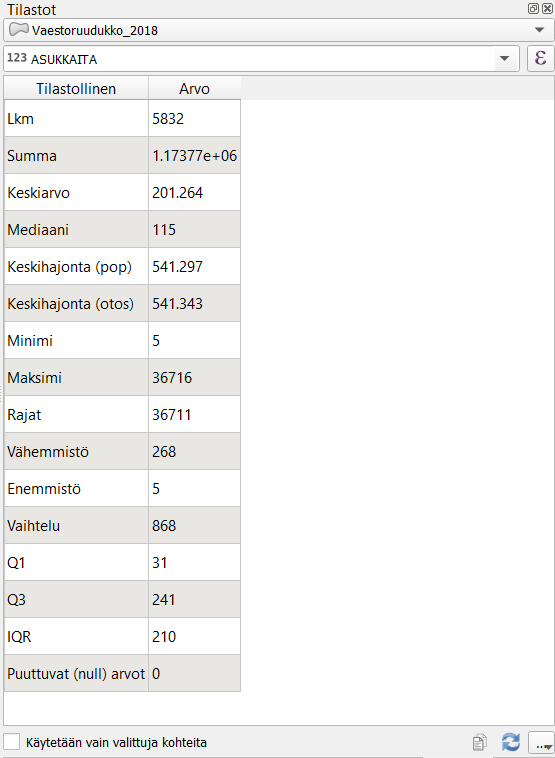 Tilastot
Vaestoruudukko_2018
123 ASUKKAITA
ε
Tilastollinen Arvo
Lkm 5832
Summa 1.17377e+06
Keskiarvo 201.264
Mediaani 115
Keskihajonta (pop) 541.297
Keskihajonta (otos) 541.343
Minimi 5
Maksimi 36716
Rajat 36711
Vähemmistö 268
Enemmistö 5
Vaihtelu 868
Q1 31
Q3 241
IQR 210
Puuttuvat (null) arvot 0
Käytetään vain valittuja kohteita
...